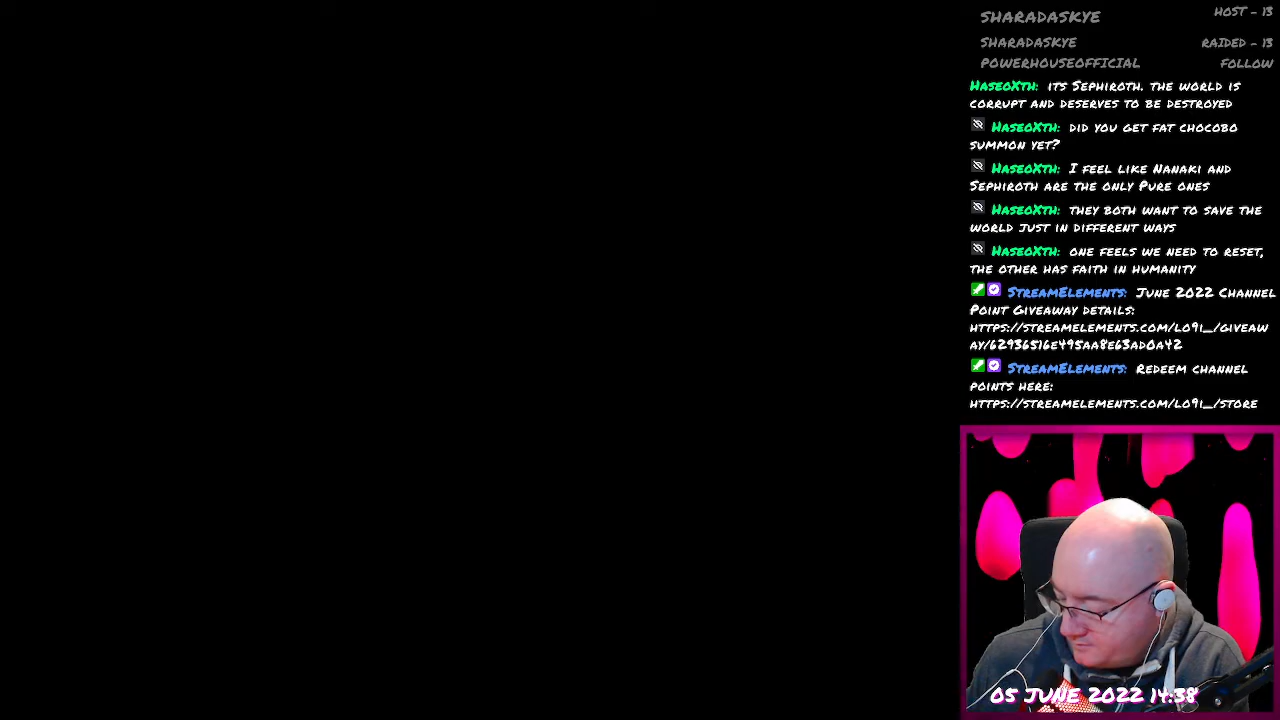 SHARADASKYE HOST - 13
SHARADASKYE RAIDED - 13
POWERHOUSEOFFICIAL FOLLOW
HASEOXTH: ITS SEPHIROTH. THE WORLD IS
CORRUPT AND DESERVES TO BE DESTROYED
HASEOXTH: DID YOU GET FAT CHOCOBO
SUMMON YET?
HASEOXTH: I FEEL LIKE NANAKI AND
SEPHIROTH ARE THE ONLY PURE ONES
HASEOXTH: THEY BOTH WANT TO SAVE THE
WORLD JUST IN DIFFERENT WAYS
HASEOXTH: ONE FEELS WE NEED TO RESET,
THE OTHER HAS FAITH IN HUMANITY
STREAMELEMENTS: JUNE 2022 CHANNEL
POINT GIVEAWAY DETAILS:
HTTPS://STREAMELEMENTS.COM/LO9I_/GIVEAW
AY/62936516E495AA8E63AD0A42
STREAMELEMENTS: REDEEM CHANNEL
POINTS HERE:
HTTPS://STREAMELEMENTS.COM/LO9I_/STORE
05 JUNE 2022 14:38